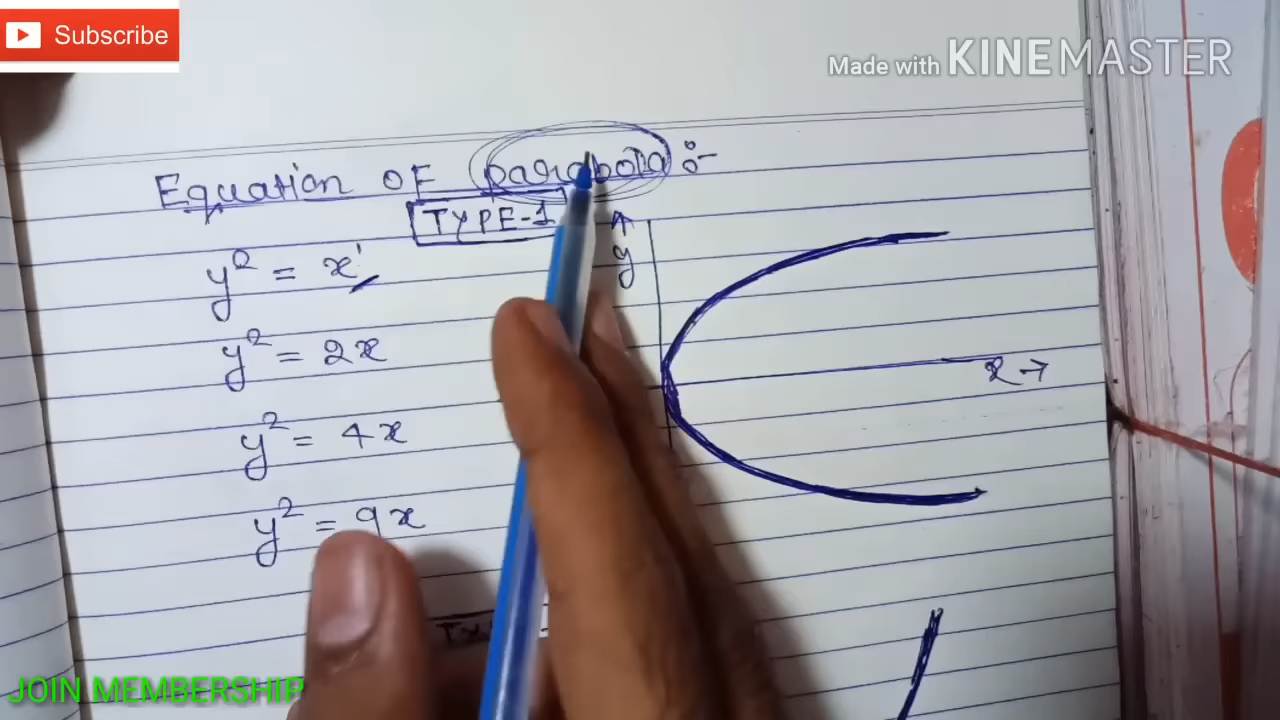 Subscribe
Made with KINEMASTER
Equation of parabola :-
TYPE-1
y² = x'
y
y² = 2x
x →
y² = 4x
y² = 9x
JOIN MEMBERSHIP